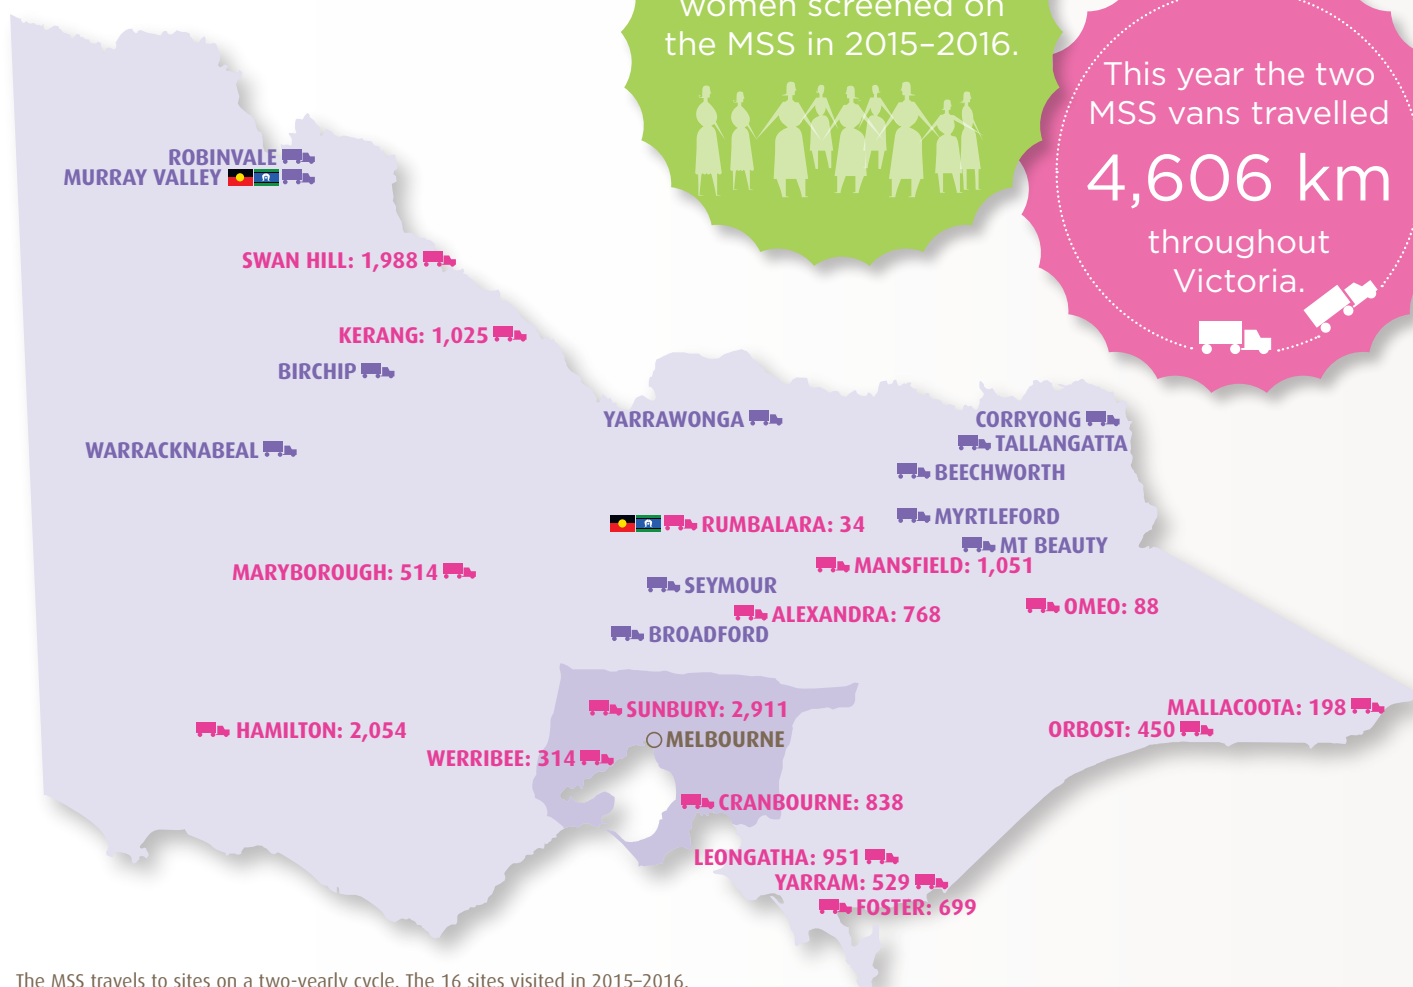 women screened on
the MSS in 2015–2016.
This year the two
MSS vans travelled
4,606 km
throughout
Victoria.
ROBINVALE
MURRAY VALLEY
SWAN HILL: 1,988
KERANG: 1,025
BIRCHIP
YARRAWONGA
CORRYONG
TALLANGATTA
WARRACKNABEAL
BEECHWORTH
RUMBALARA: 34
MYRTLEFORD
MT BEAUTY
MARYBOROUGH: 514
MANSFIELD: 1,051
SEYMOUR
ALEXANDRA: 768
OMEO: 88
BROADFORD
SUNBURY: 2,911
MALLACOOTA: 198
HAMILTON: 2,054
ORBOST: 450
MELBOURNE
WERRIBEE: 314
CRANBOURNE: 838
LEONGATHA: 951
YARRAM: 529
FOSTER: 699
The MSS travels to sites on a two-yearly cycle. The 16 sites visited in 2015–2016.